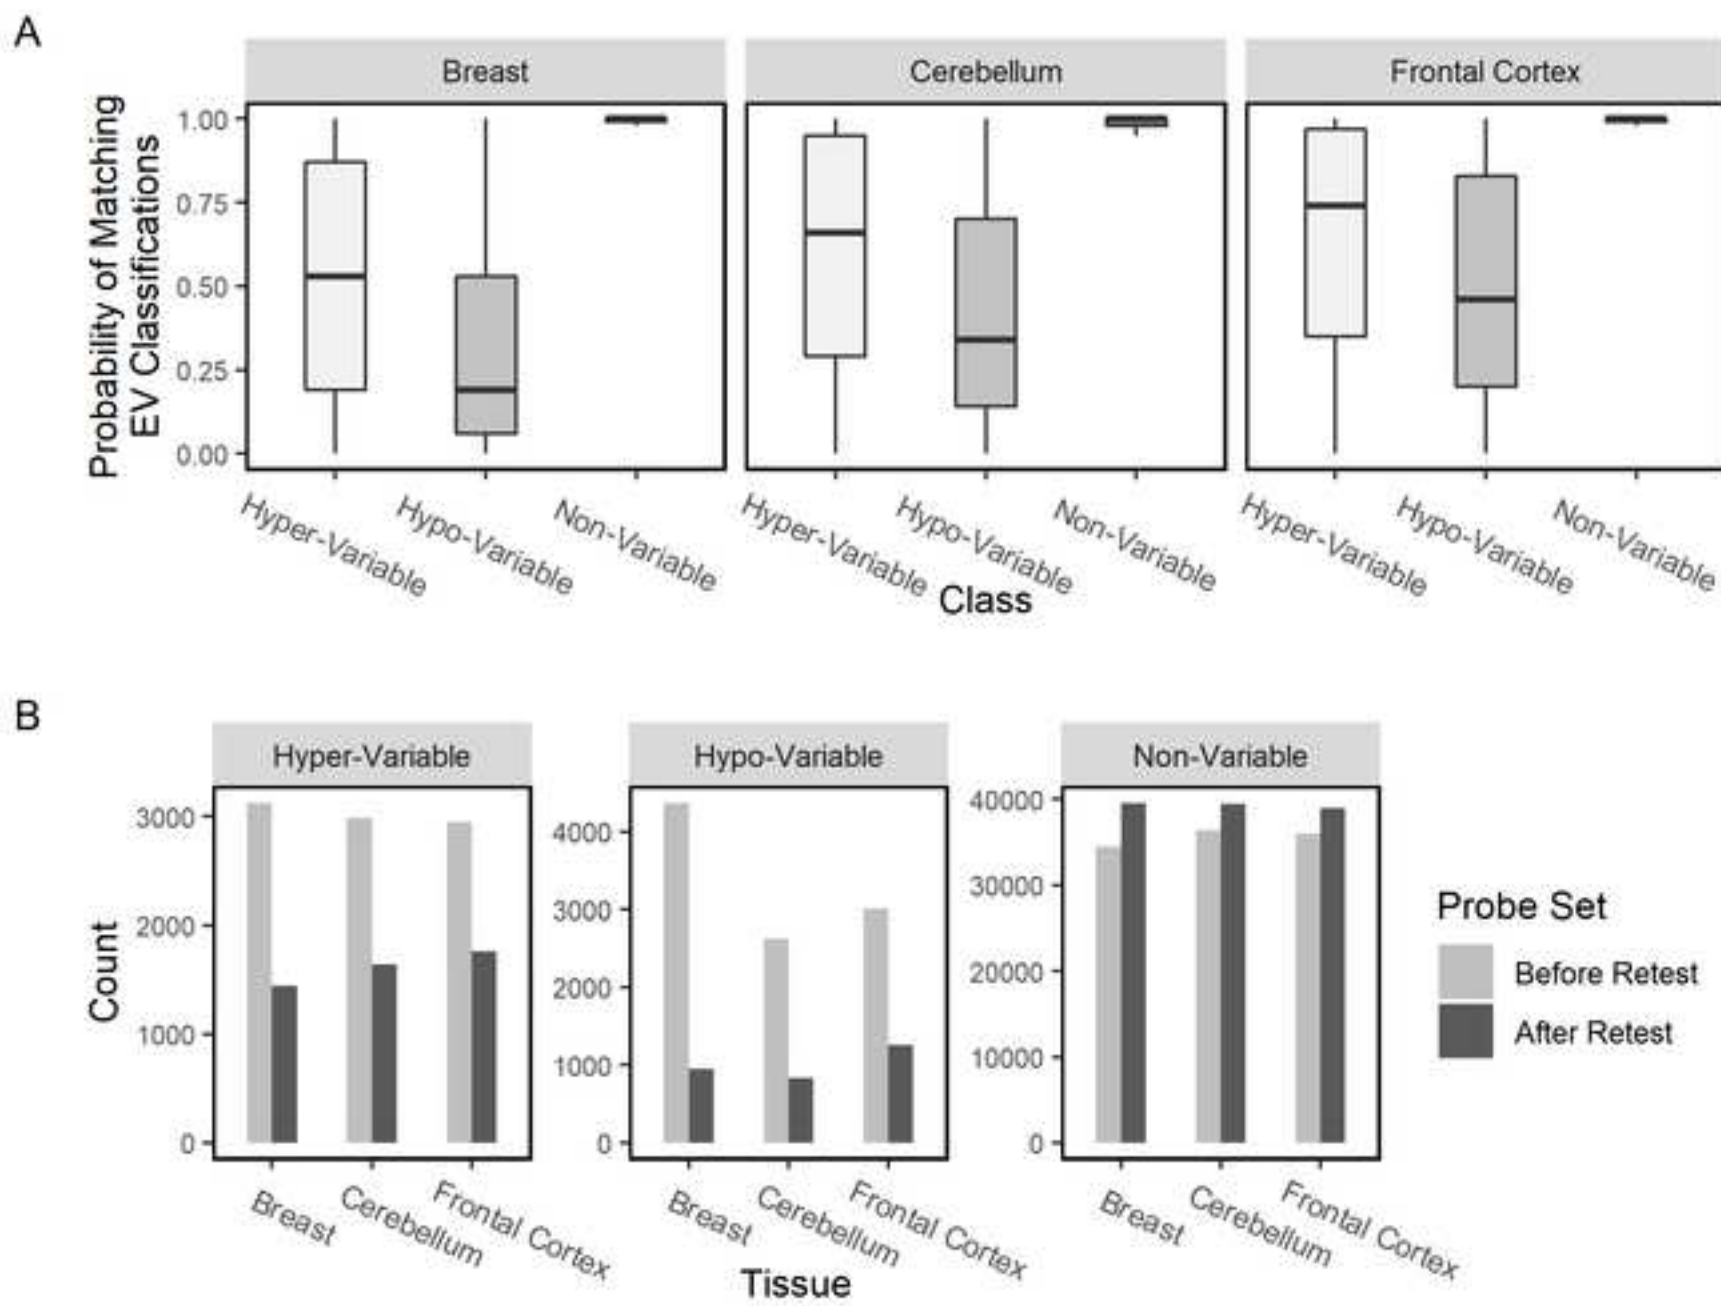 A
Breast
Cerebellum
Frontal Cortex
Probability of Matching
EV Classifications
1.00
0.75
0.50
0.25
0.00
Hyper-Variable
Hypo-Variable
Non-Variable
Hyper-Variable
Hypo-Variable
Non-Variable
Hyper-Variable
Hypo-Variable
Non-Variable
Class
B
Hyper-Variable
Hypo-Variable
Non-Variable
Count
3000
2000
1000
0
4000
3000
2000
1000
0
40000
30000
20000
10000
0
Breast
Cerebellum
Frontal Cortex
Breast
Cerebellum
Frontal Cortex
Breast
Cerebellum
Frontal Cortex
Tissue
Probe Set
Before Retest
After Retest